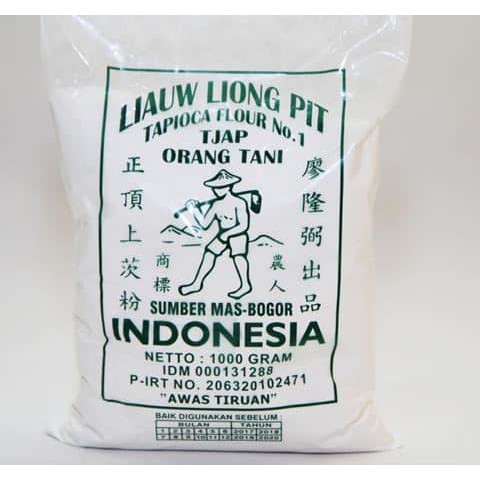 LIAUW LIONG PIT
TAPIOCA FLOUR No.1
TJAP
ORANG TANI
正頂上茨粉
廖隆弼出品
商標
農人
SUMBER MAS-BOGOR
INDONESIA
NETTO : 1000 GRAM
IDM 000131288
P-IRT NO. 206320102471
"AWAS TIRUAN"
BAIK DIGUNAKAN SEBELUM :
BULAN TAHUN
1 2 3 4 5 6 2017 2018
7 8 9 10 11 12 2019 2020